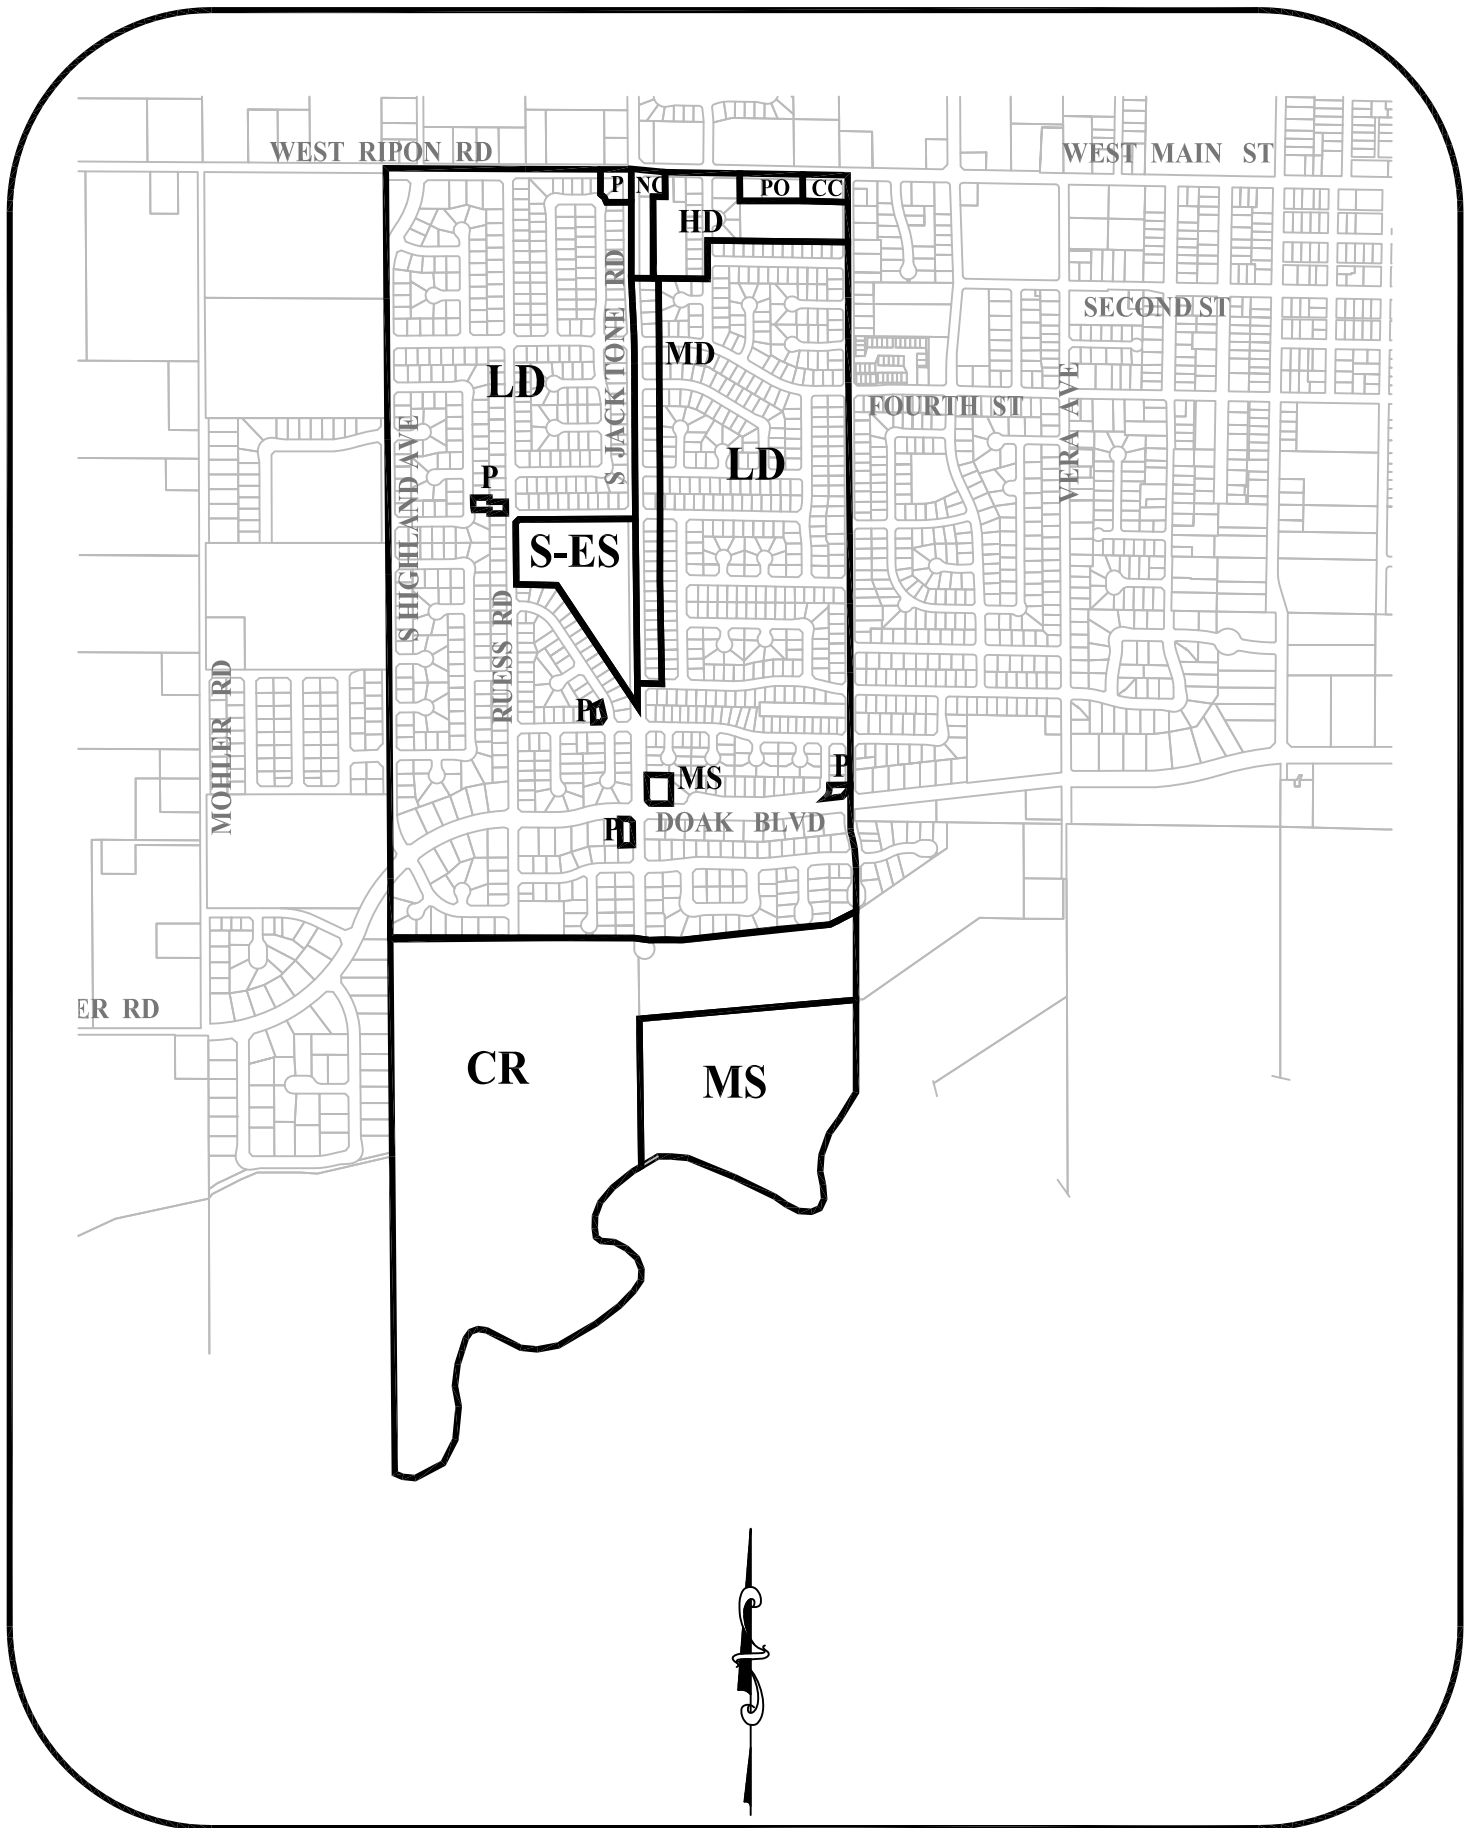 WEST RIPON RD
WEST MAIN ST
P
NC
PO
CC
HD
S JACKTONE RD
SECOND ST
MD
LD
VERA AVE
FOURTH ST
S HIGHLAND AVE
LD
P
S-ES
RUESS RD
MOHLER RD
P
P
MS
DOAK BLVD
P
ER RD
CR
MS